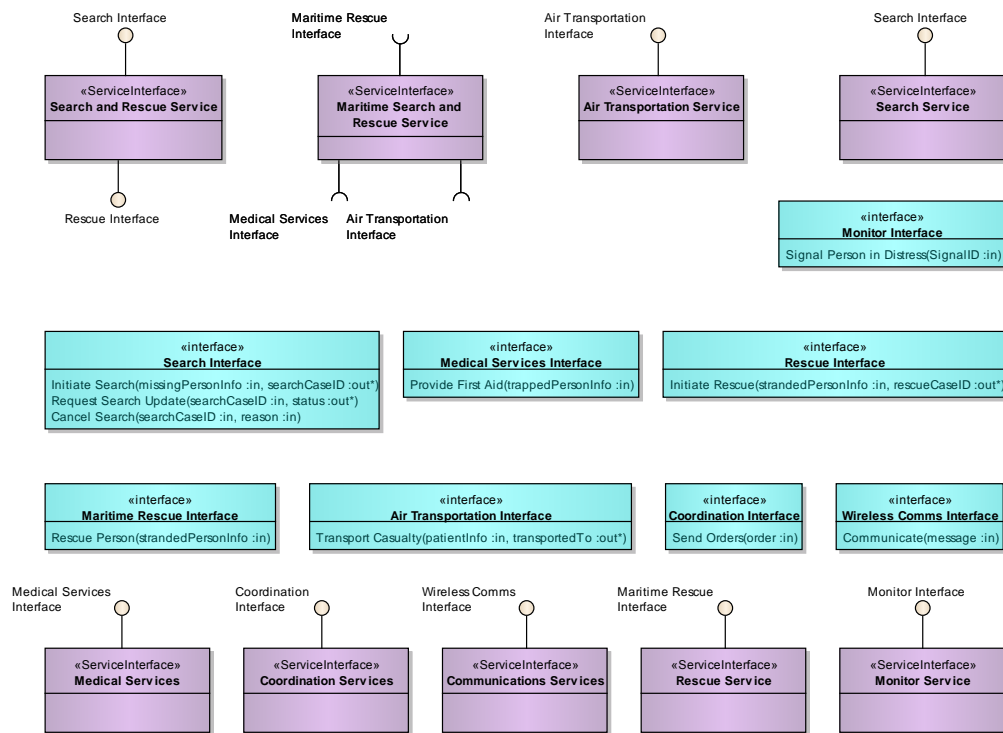 Search Interface
Maritime Rescue
Interface
Air Transportation
Interface
Search Interface
«ServiceInterface»
Search and Rescue Service
«ServiceInterface»
Maritime Search and
Rescue Service
«ServiceInterface»
Air Transportation Service
«ServiceInterface»
Search Service
Rescue Interface
Medical Services
Interface
Air Transportation
Interface
«interface»
Monitor Interface
Signal Person in Distress(SignalID :in)
«interface»
Search Interface
Initiate Search(missingPersonInfo :in, searchCaseID :out*)
Request Search Update(searchCaseID :in, status :out*)
Cancel Search(searchCaseID :in, reason :in)
«interface»
Medical Services Interface
Provide First Aid(trappedPersonInfo :in)
«interface»
Rescue Interface
Initiate Rescue(strandedPersonInfo :in, rescueCaseID :out*)
«interface»
Maritime Rescue Interface
Rescue Person(strandedPersonInfo :in)
«interface»
Air Transportation Interface
Transport Casualty(patientInfo :in, transportedTo :out*)
«interface»
Coordination Interface
Send Orders(order :in)
«interface»
Wireless Comms Interface
Communicate(message :in)
Medical Services
Interface
Coordination
Interface
Wireless Comms
Interface
Maritime Rescue
Interface
Monitor Interface
«ServiceInterface»
Medical Services
«ServiceInterface»
Coordination Services
«ServiceInterface»
Communications Services
«ServiceInterface»
Rescue Service
«ServiceInterface»
Monitor Service